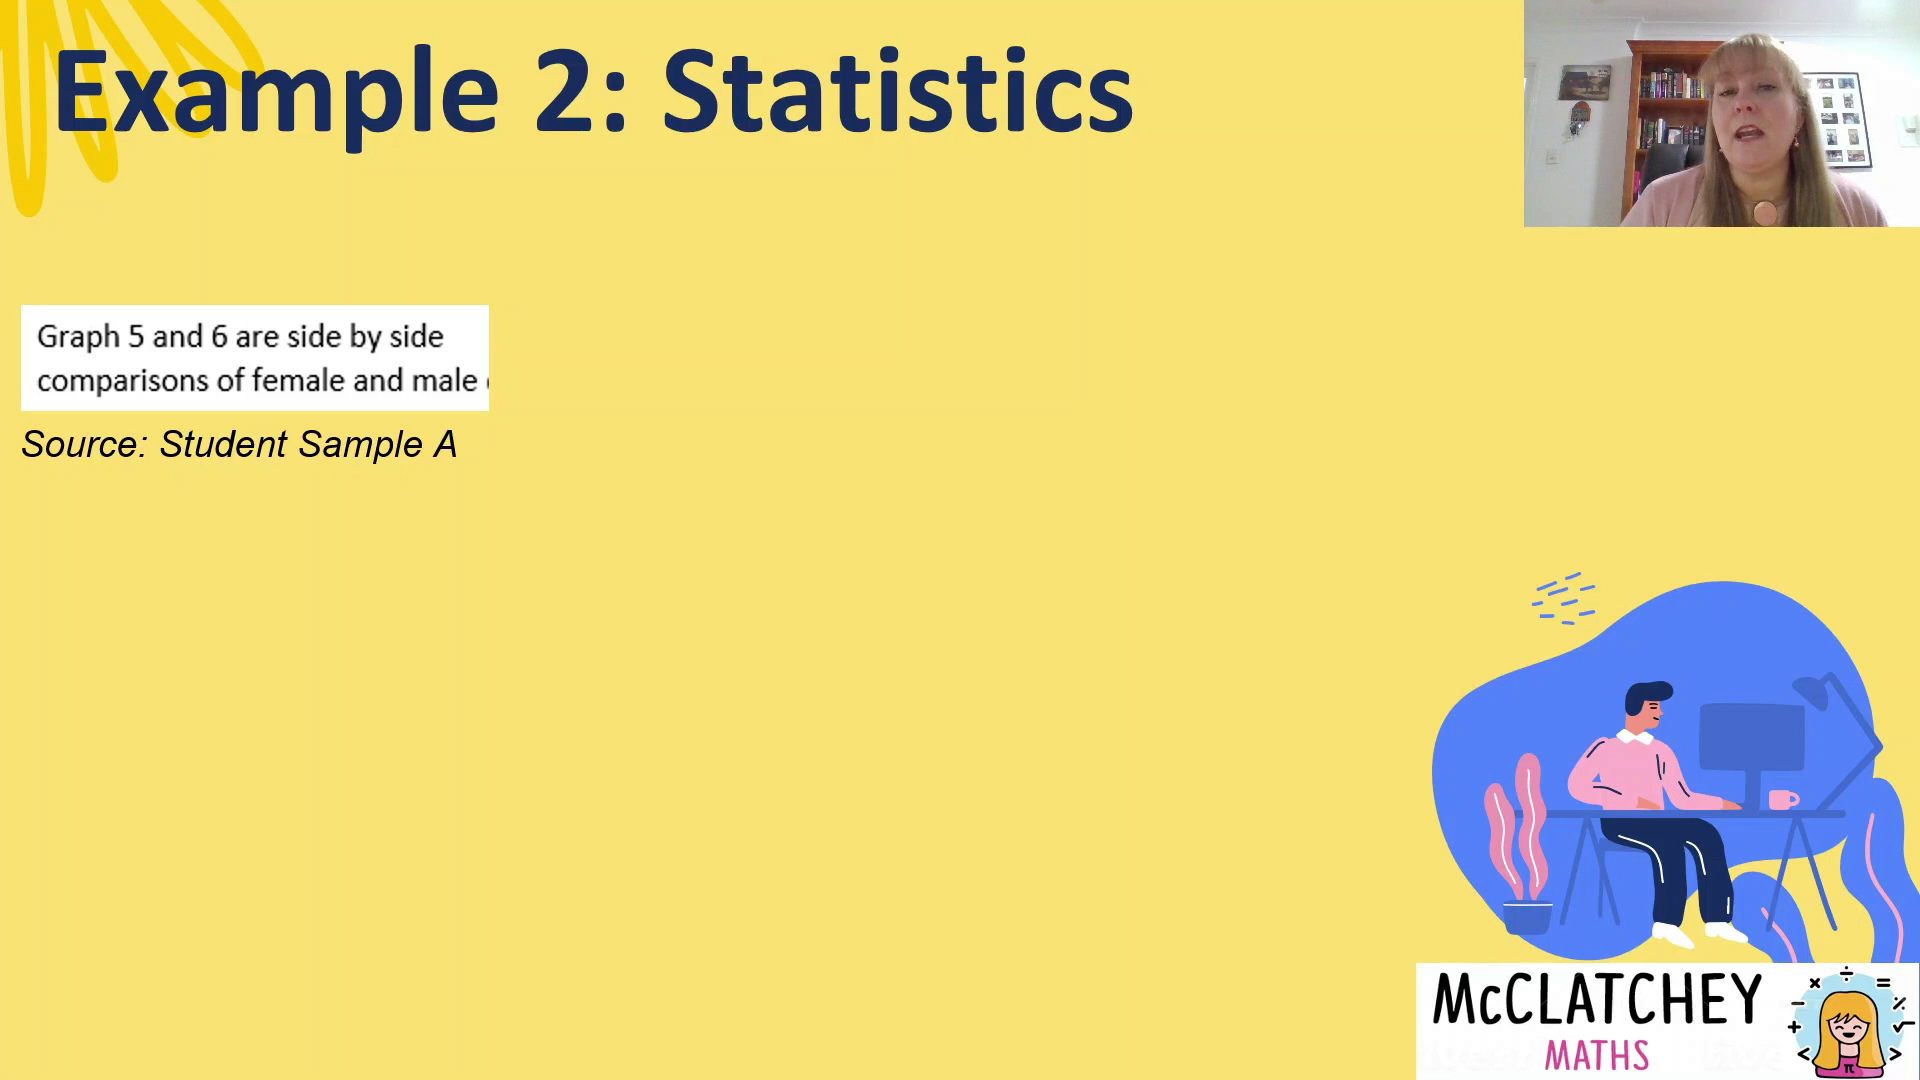 Example 2: Statistics
Graph 5 and 6 are side by side
comparisons of female and male
Source: Student Sample A
McCLATCHEY
MATHS